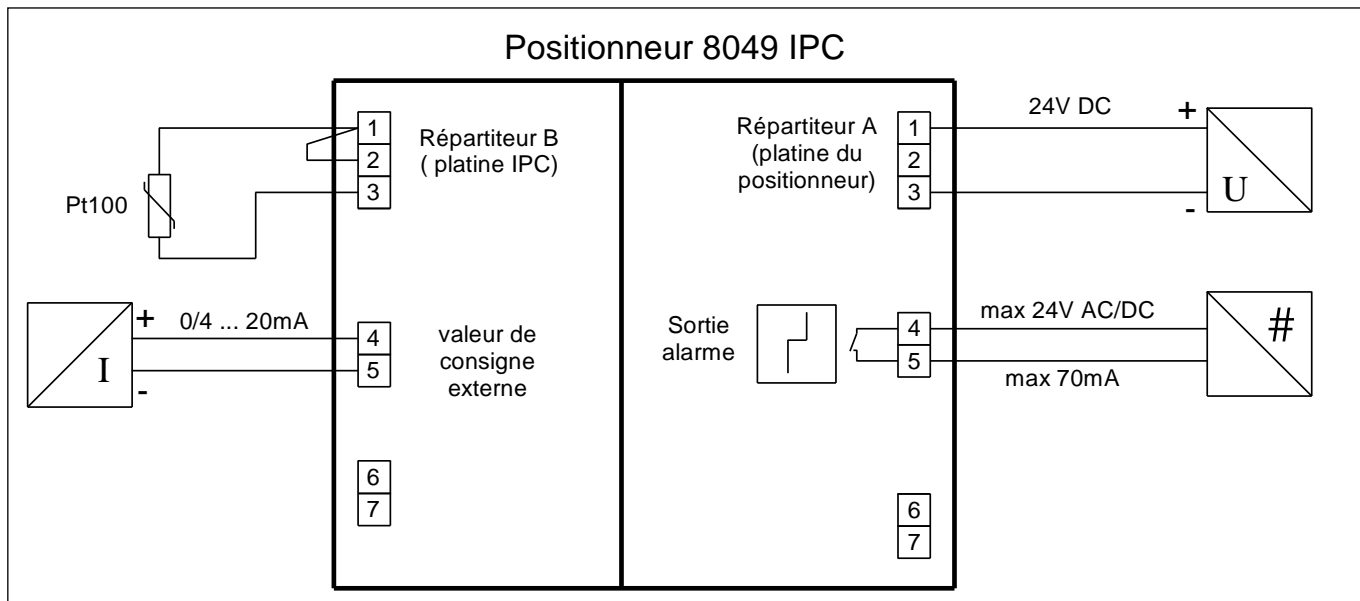 Positionneur 8049 IPC
Pt100
1
2
3
Répartiteur B
( platine IPC)
I
+
-
0/4 ... 20mA
4
5
valeur de
consigne
externe
6
7
Répartiteur A
(platine du
positionneur)
1
2
3
24V DC
+
-
U
Sortie
alarme
4
5
max 24V AC/DC
max 70mA
#
6
7